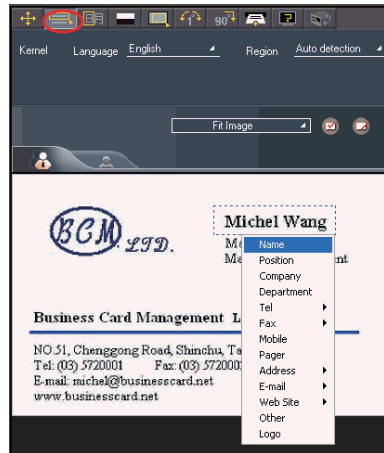 90°
Kernel Language English Region Auto detection
Fit Image
BCM LTD.
Michel Wang
Name
Position
Company
Department
Tel
Fax
Mobile
Pager
Address
E-mail
Web Site
Other
Logo
Business Card Management
NO.51, Chenggong Road, Shinchu,
Tel: (03) 5720001 Fax: (03)
E-mail: michel@businesscard.net
www.businesscard.net